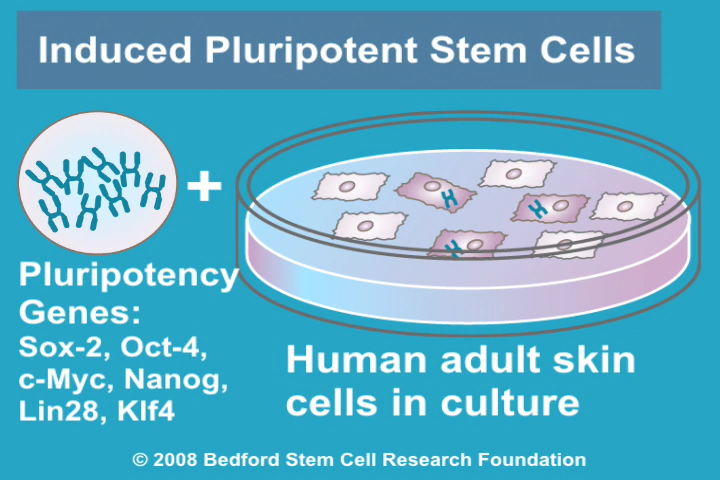 Induced Pluripotent Stem Cells
Pluripotency
Genes:
Sox-2, Oct-4,
c-Myc, Nanog,
Lin28, Klf4
+
Human adult skin
cells in culture
© 2008 Bedford Stem Cell Research Foundation